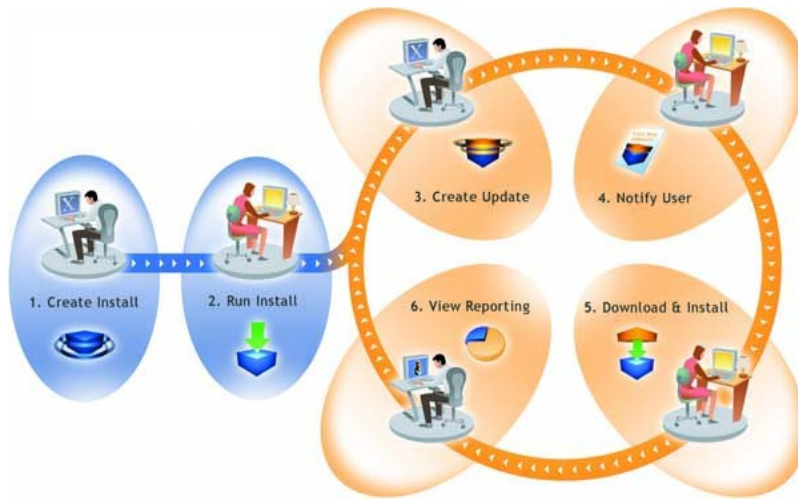 1. Create Install
2. Run Install
3. Create Update
4. Notify User
5. Download & Install
6. View Reporting
X
X